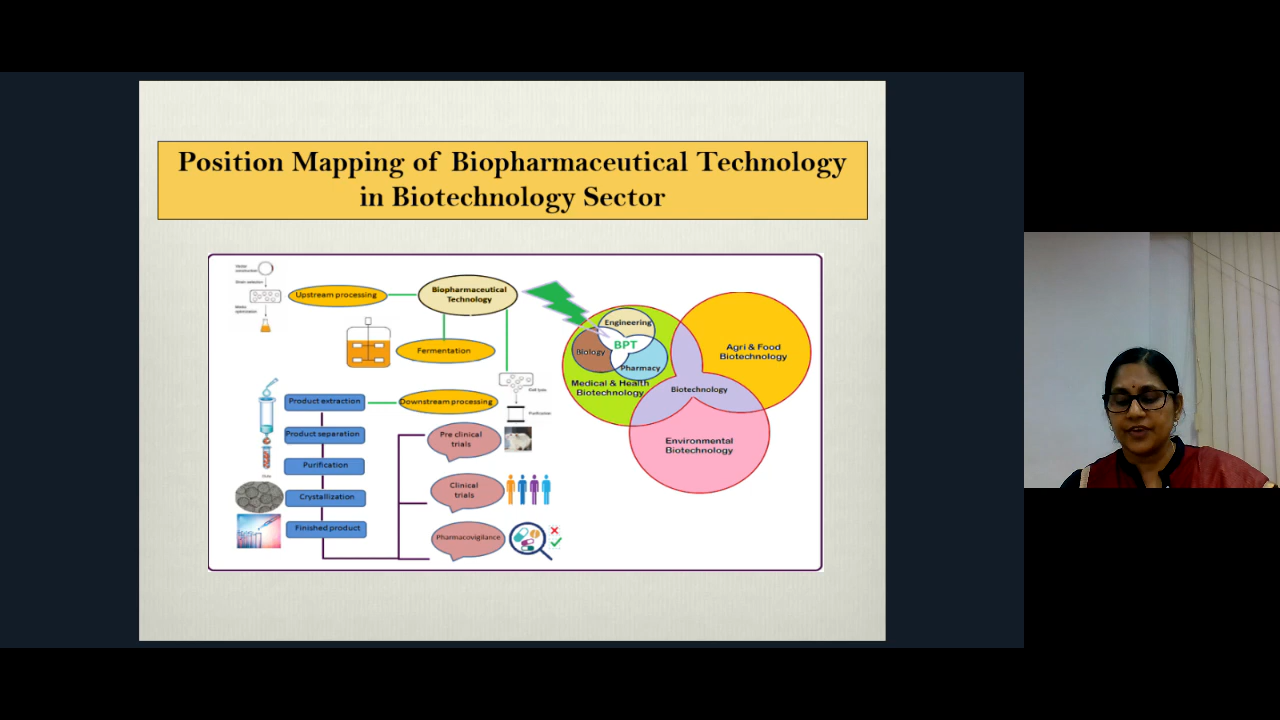 Position Mapping of Biopharmaceutical Technology
in Biotechnology Sector
Upstream processing
Biopharmaceutical
Technology
Fermentation
Downstream processing
Product extraction
Product separation
Purification
Crystallization
Finished product
Pre clinical
trials
Clinical
trials
Pharmacovigilance
Cell lysis
Purification
Engineering
Biology
BPT
Pharmacy
Medical & Health
Biotechnology
Agri & Food
Biotechnology
Biotechnology
Environmental
Biotechnology